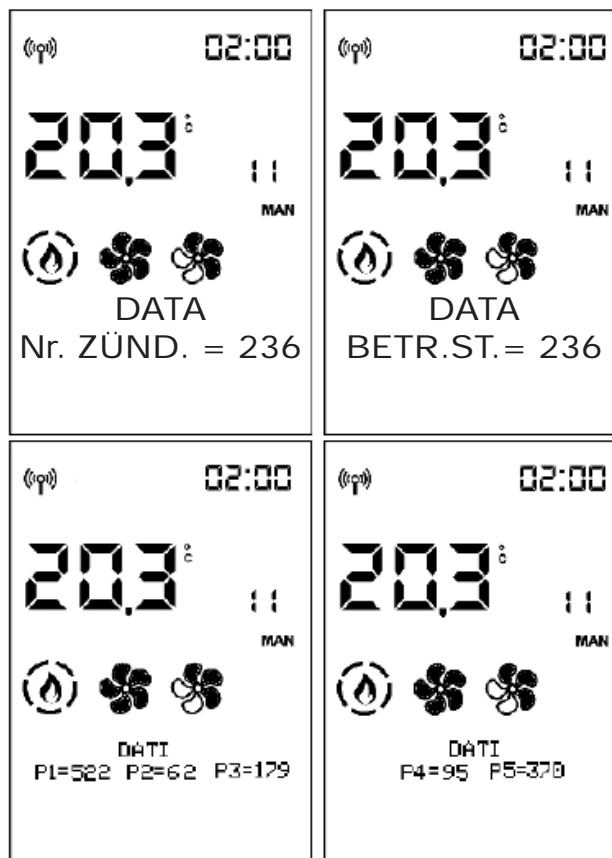 02:00
20,3 °C
11
MAN
DATA
Nr. ZÜND. = 236
02:00
20,3 °C
11
MAN
DATA
BETR.ST.= 236
02:00
20,3 °C
11
MAN
DATI
P1=522 P2=62 P3=179
02:00
20,3 °C
11
MAN
DATI
P4=95 P5=370